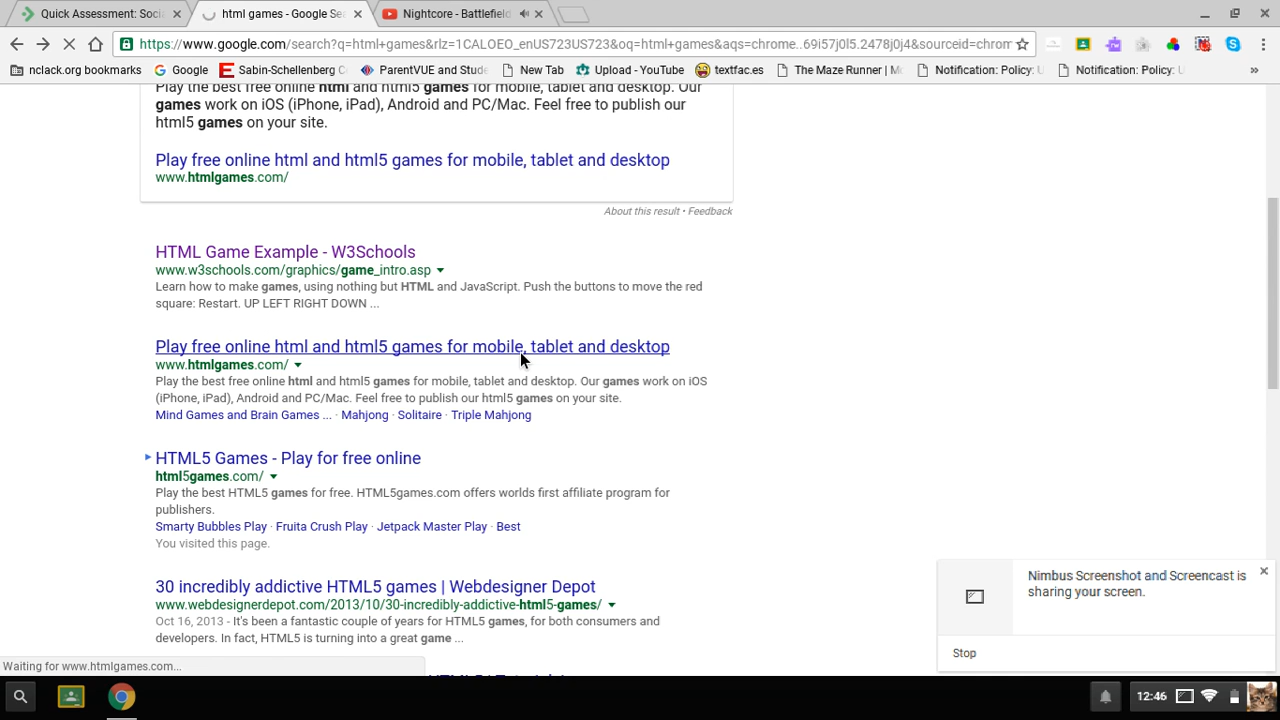 Quick Assessment: Soci
html games - Google Sea
Nightcore - Battlefield
https://www.google.com/search?q=html+games&rlz=1CALOEO_enUS723US723&oq=html+games&aqs=chrome..69i57j0l5.2478j0j4&sourceid=chrom
nclack.org bookmarks
Google
Sabin-Schellenberg C
ParentVUE and Stude
New Tab
Upload - YouTube
textfac.es
The Maze Runner | Mo
Notification: Policy: U
Notification: Policy: U
»
Play the best free online html and html5 games for mobile, tablet and desktop. Our
games work on iOS (iPhone, iPad), Android and PC/Mac. Feel free to publish our
html5 games on your site.
Play free online html and html5 games for mobile, tablet and desktop
www.htmlgames.com/
About this result • Feedback
HTML Game Example - W3Schools
www.w3schools.com/graphics/game_intro.asp
Learn how to make games, using nothing but HTML and JavaScript. Push the buttons to move the red
square: Restart. UP LEFT RIGHT DOWN ...
Play free online html and html5 games for mobile, tablet and desktop
www.htmlgames.com/
Play the best free online html and html5 games for mobile, tablet and desktop. Our games work on iOS
(iPhone, iPad), Android and PC/Mac. Feel free to publish our html5 games on your site.
Mind Games and Brain Games ... · Mahjong · Solitaire · Triple Mahjong
HTML5 Games - Play for free online
html5games.com/
Play the best HTML5 games for free. HTML5games.com offers worlds first affiliate program for
publishers.
Smarty Bubbles Play · Fruita Crush Play · Jetpack Master Play · Best
You visited this page.
30 incredibly addictive HTML5 games | Webdesigner Depot
www.webdesignerdepot.com/2013/10/30-incredibly-addictive-html5-games/
Oct 16, 2013 - It's been a fantastic couple of years for HTML5 games, for both consumers and
developers. In fact, HTML5 is turning into a great game ...
Nimbus Screenshot and Screencast is
sharing your screen.
Stop
Waiting for www.htmlgames.com...
12:46